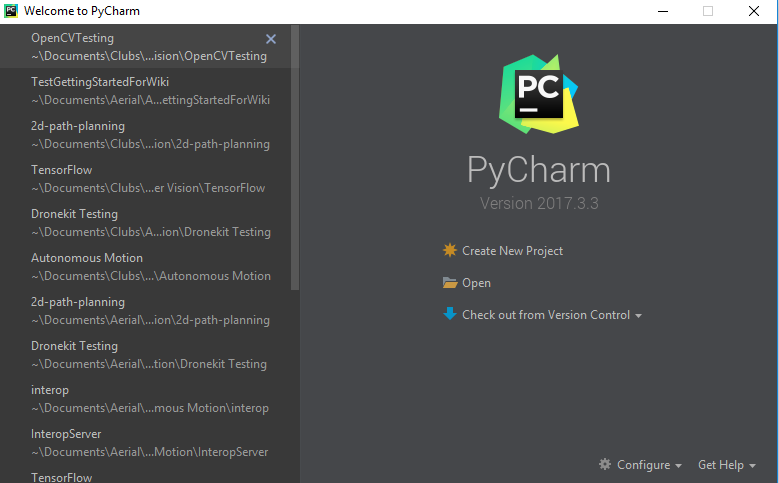 Welcome to PyCharm
OpenCVTesting
~\Documents\Clubs\...ision\OpenCVTesting
TestGettingStartedForWiki
~\Documents\Aerial\A...ettingStartedForWiki
2d-path-planning
~\Documents\Clubs\...ion\2d-path-planning
TensorFlow
~\Documents\Clubs\...er Vision\TensorFlow
Dronekit Testing
~\Documents\Clubs\A...ion\Dronekit Testing
Autonomous Motion
~\Documents\Clubs\...\Autonomous Motion
2d-path-planning
~\Documents\Aerial\...ion\2d-path-planning
Dronekit Testing
~\Documents\Aerial\...tion\Dronekit Testing
interop
~\Documents\Aerial\...mous Motion\interop
InteropServer
~\Documents\Aerial\...Motion\InteropServer
TensorFlow
PC
PyCharm
Version 2017.3.3
Create New Project
Open
Check out from Version Control
Configure
Get Help